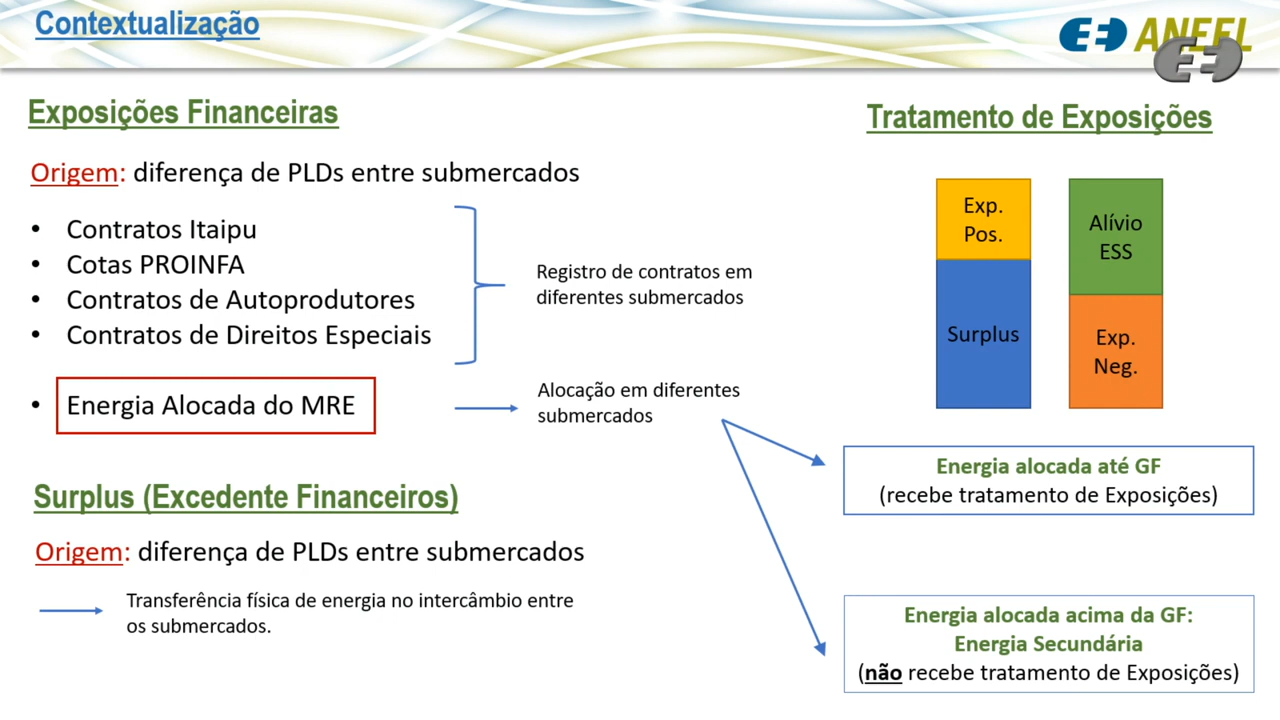 Contextualização
ANEEL
Exposições Financeiras
Origem: diferença de PLDs entre submercados
• Contratos Itaipu
• Cotas PROINFA
• Contratos de Autoprodutores
• Contratos de Direitos Especiais
Registro de contratos em
diferentes submercados
• Energia Alocada do MRE
Alocação em diferentes
submercados
Surplus (Excedente Financeiros)
Origem: diferença de PLDs entre submercados
Transferência física de energia no intercâmbio entre
os submercados.
Tratamento de Exposições
Exp.
Pos.
Surplus
Alívio
ESS
Exp.
Neg.
Energia alocada até GF
(recebe tratamento de Exposições)
Energia alocada acima da GF:
Energia Secundária
(não recebe tratamento de Exposições)